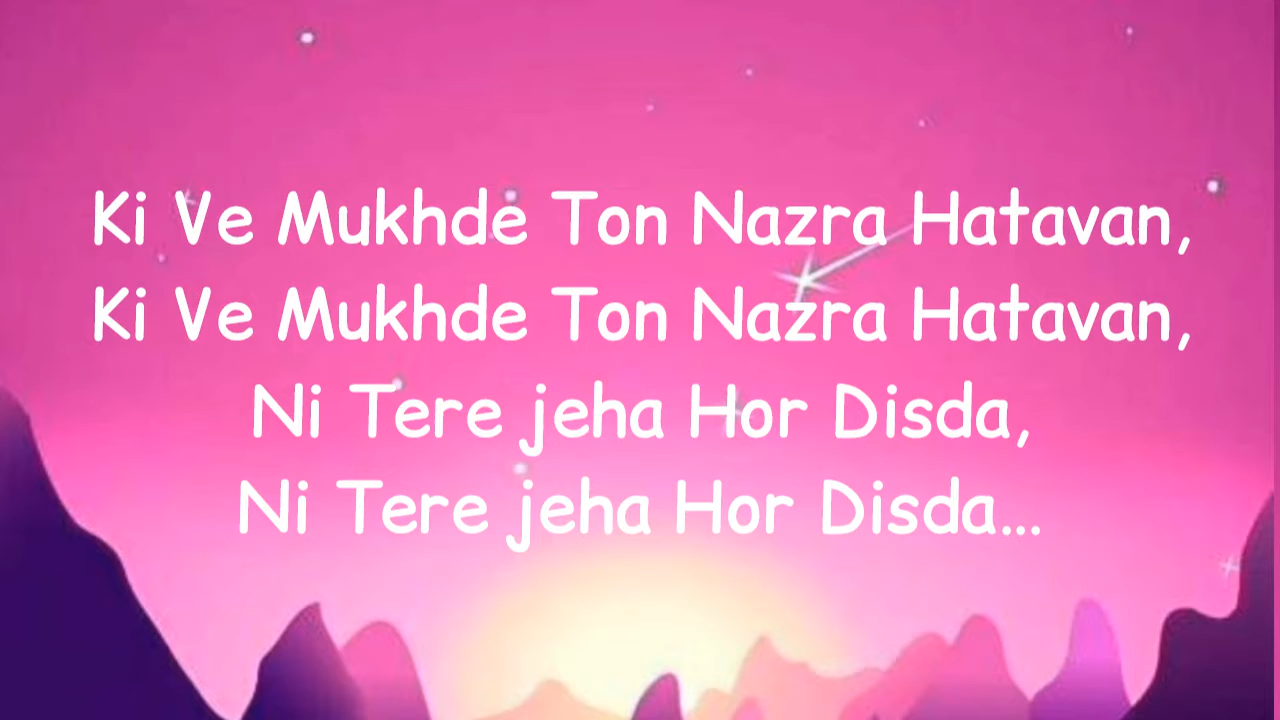 Ki Ve Mukhde Ton Nazra Hatavan,
Ki Ve Mukhde Ton Nazra Hatavan,
Ni Tere jeha Hor Disda,
Ni Tere jeha Hor Disda...